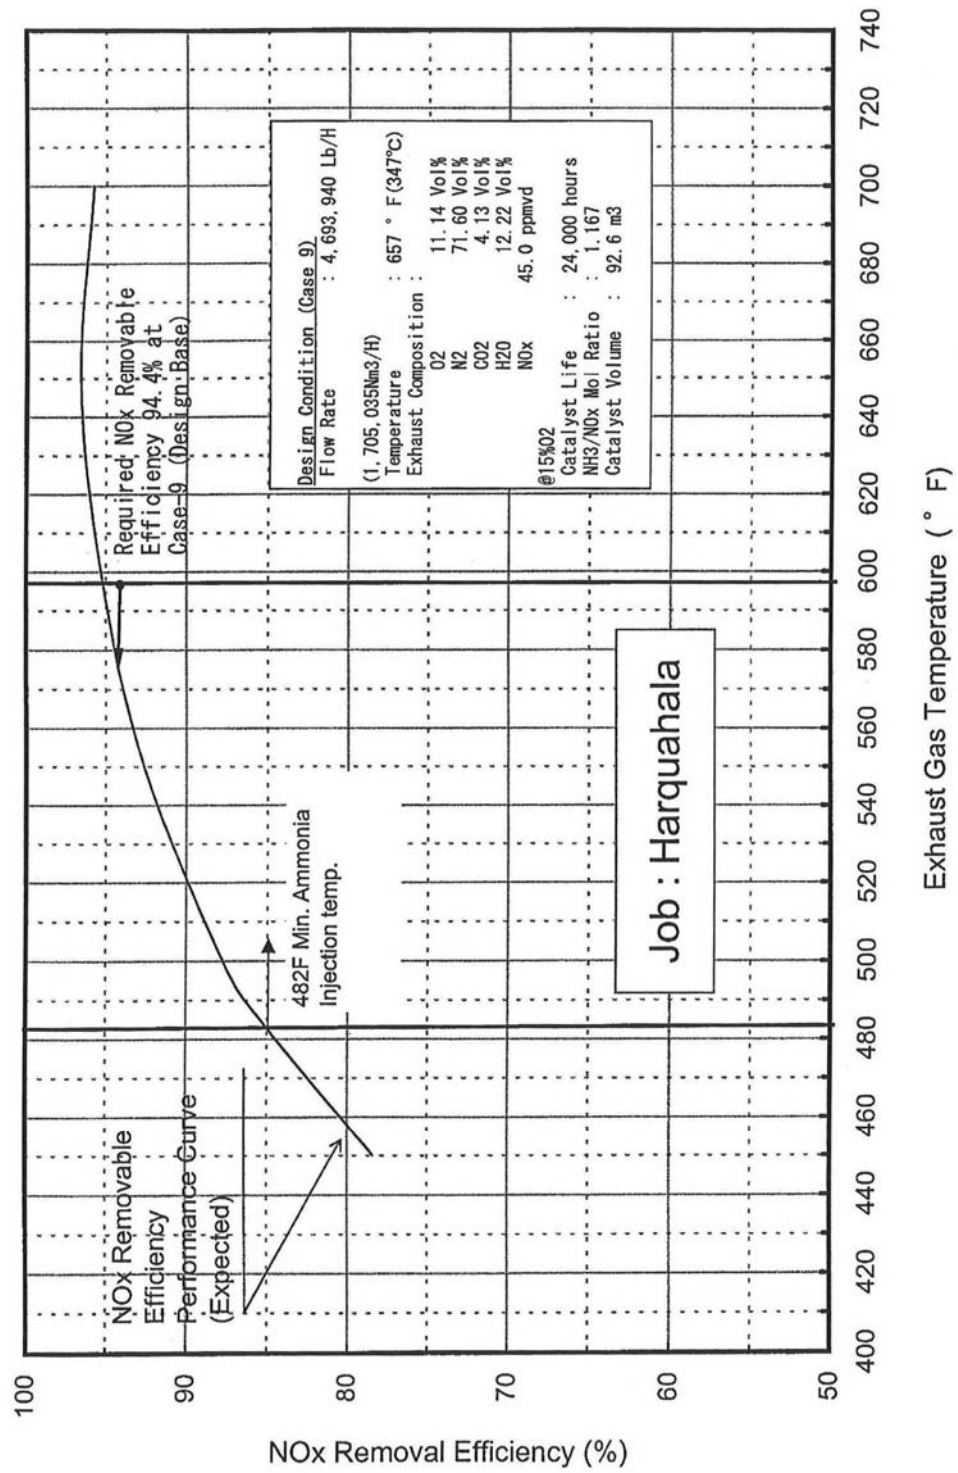 NOx Removal Efficiency (%)
100
90
80
70
60
50
NOx Removable
Efficiency
Performance Curve
(Expected)
482F Min. Ammonia
Injection temp.
Required NOx Removable
Efficiency 94.4% at
Case-9 (Design Base)
Design Condition (Case 9)
Flow Rate : 4,693,940 Lb/H
(1,705,035Nm3/H)
Temperature : 657 °F(347℃)
Exhaust Composition :
O2 11.14 Vol%
N2 71.60 Vol%
CO2 4.13 Vol%
H2O 12.22 Vol%
NOx 45.0 ppmvd
@15%O2
Catalyst Life : 24,000 hours
NH3/NOx Mol Ratio : 1.167
Catalyst Volume : 92.6 m3
Job : Harquahala
400 420 440 460 480 500 520 540 560 580 600 620 640 660 680 700 720 740
Exhaust Gas Temperature (°F)